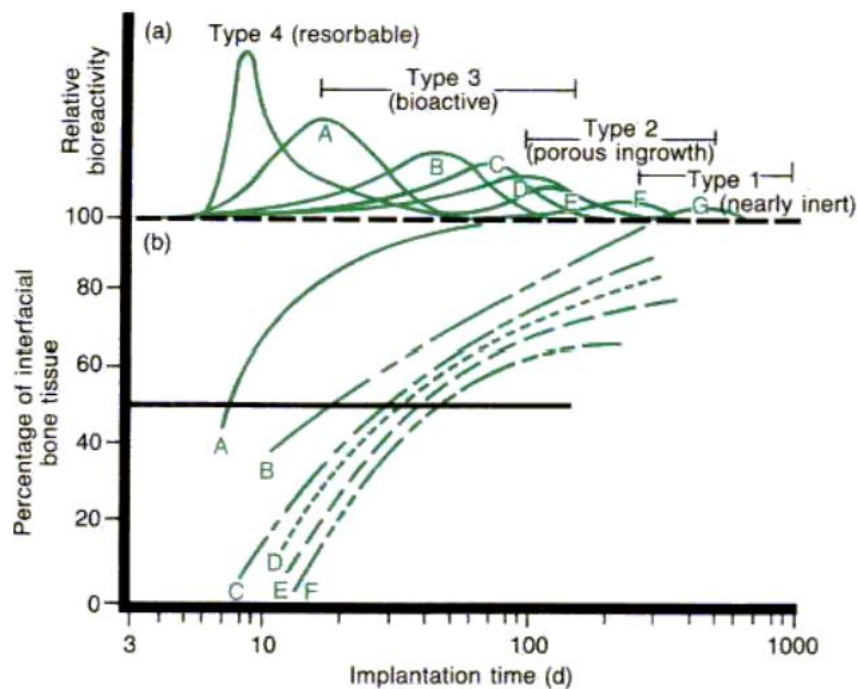 (a)
Type 4 (resorbable)
Type 3
(bioactive)
Type 2
(porous ingrowth)
Type 1
(nearly inert)
Relative
bioreactivity
A
B
C
D
E
F
G
100
(b)
80
60
40
20
0
Percentage of interfacial
bone tissue
A
B
C
D
E
F
3
10
100
1000
Implantation time (d)